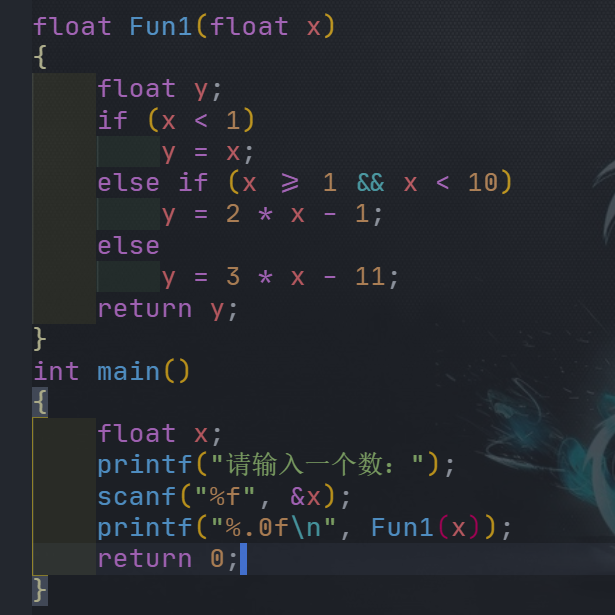 float Fun1(float x)
{
    float y;
    if (x < 1)
        y = x;
    else if (x >= 1 && x < 10)
        y = 2 * x - 1;
    else
        y = 3 * x - 11;
    return y;
}
int main()
{
    float x;
    printf("请输入一个数：");
    scanf("%f", &x);
    printf("%.0f\n", Fun1(x));
    return 0;
}